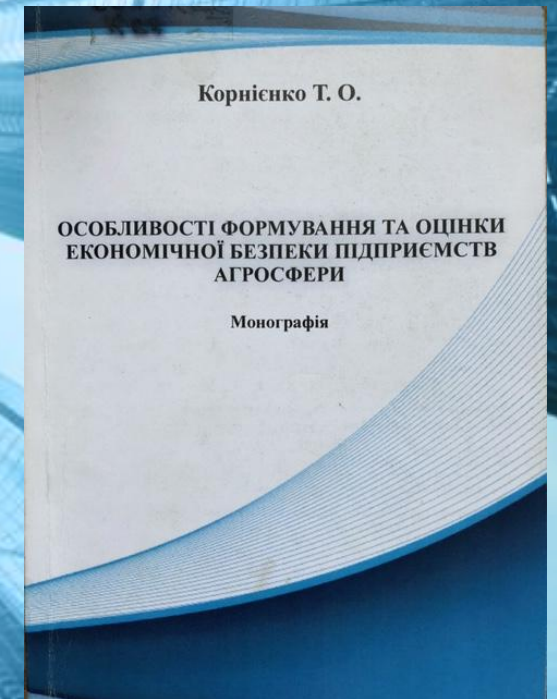 Корнієнко Т. О.
ОСОБЛИВОСТІ ФОРМУВАННЯ ТА ОЦІНКИ
ЕКОНОМІЧНОЇ БЕЗПЕКИ ПІДПРИЄМСТВ
АГРОСФЕРИ
Монографія